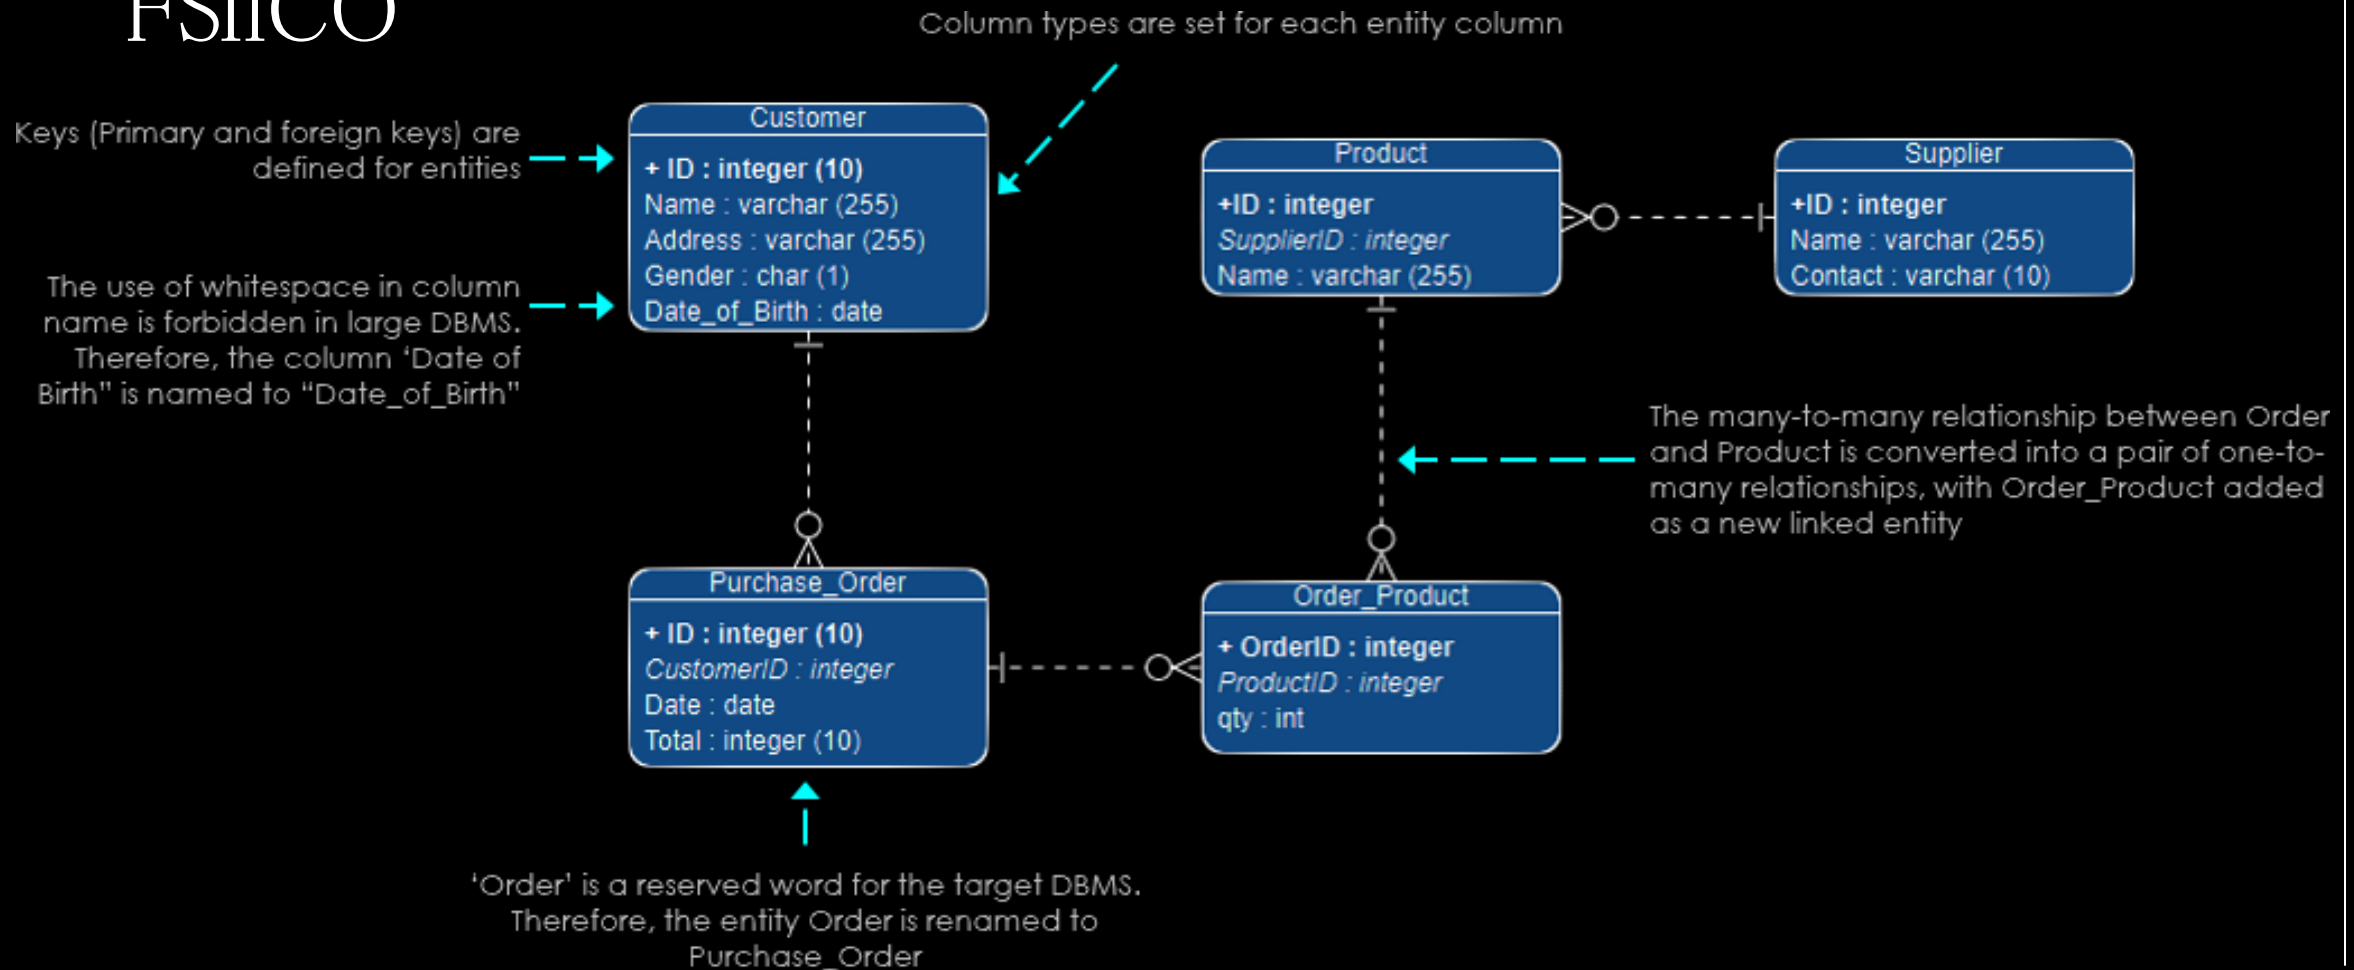 Column types are set for each entity column
Keys (Primary and foreign keys) are
defined for entities
The use of whitespace in column
name is forbidden in large DBMS.
Therefore, the column ‘Date of
Birth” is named to “Date_of_Birth”
Customer
+ ID : integer (10)
Name : varchar (255)
Address : varchar (255)
Gender : char (1)
Date_of_Birth : date
Product
+ID : integer
SupplierID : integer
Name : varchar (255)
Supplier
+ID : integer
Name : varchar (255)
Contact : varchar (10)
The many-to-many relationship between Order
and Product is converted into a pair of one-to-
many relationships, with Order_Product added
as a new linked entity
Purchase_Order
+ ID : integer (10)
CustomerID : integer
Date : date
Total : integer (10)
Order_Product
+ OrderID : integer
ProductID : integer
qty : int
‘Order’ is a reserved word for the target DBMS.
Therefore, the entity Order is renamed to
Purchase_Order